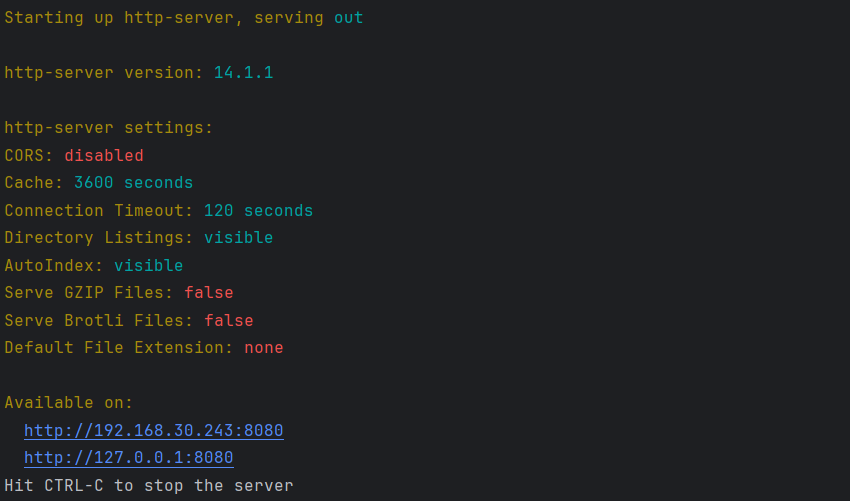 Starting up http-server, serving out
http-server version: 14.1.1
http-server settings:
CORS: disabled
Cache: 3600 seconds
Connection Timeout: 120 seconds
Directory Listings: visible
AutoIndex: visible
Serve GZIP Files: false
Serve Brotli Files: false
Default File Extension: none
Available on:
http://192.168.30.243:8080
http://127.0.0.1:8080
Hit CTRL-C to stop the server